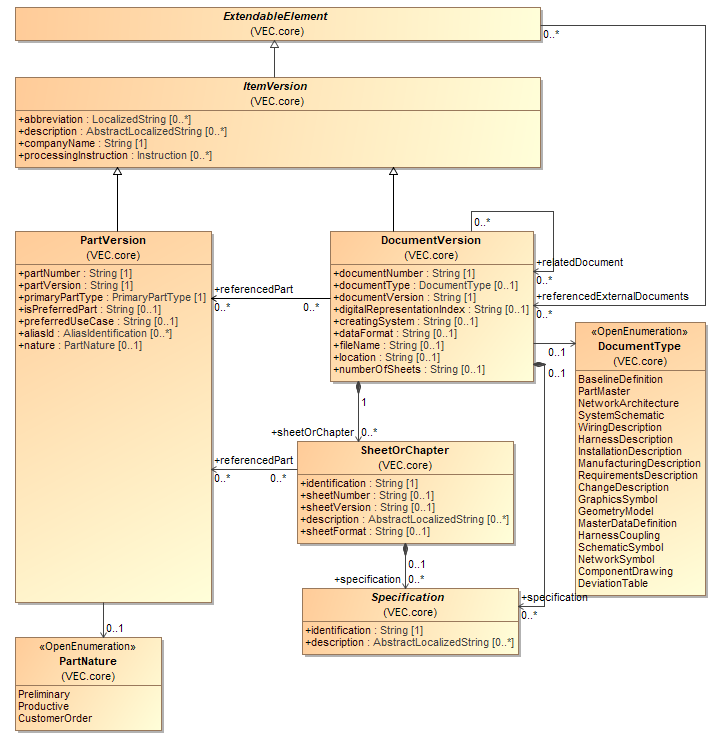 ExtendableElement
(VEC.core)
0..*
ItemVersion
(VEC.core)
+abbreviation : LocalizedString [0..*]
+description : AbstractLocalizedString [0..*]
+companyName : String [1]
+processingInstruction : Instruction [0..*]
PartVersion
(VEC.core)
+partNumber : String [1]
+partVersion : String [1]
+primaryPartType : PrimaryPartType [1]
+isPreferredPart : Boolean [0..1]
+preferredUseCase : String [0..1]
+aliasId : AliasIdentification [0..*]
+nature : PartNature [0..1]
+referencedPart
0..*
0..*
DocumentVersion
(VEC.core)
+documentNumber : String [1]
+documentType : DocumentType [0..1]
+documentVersion : String [1]
+digitalRepresentationIndex : String [0..1]
+creatingSystem : String [0..1]
+dataFormat : String [0..1]
+fileName : String [0..1]
+location : String [0..1]
+numberOfSheets : String [0..1]
0..*
+relatedDocument
0..*
+referencedExternalDocuments
0..*
0..1
0..1
«OpenEnumeration»
DocumentType
(VEC.core)
BaselineDefinition
PartMaster
NetworkArchitecture
SystemSchematic
WiringDescription
HarnessDescription
InstallationDescription
ManufacturingDescription
RequirementsDescription
ChangeDescription
GraphicsSymbol
GeometryModel
MasterDataDefinition
HarnessCoupling
SchematicSymbol
NetworkSymbol
ComponentDrawing
DeviationTable
1
+sheetOrChapter
0..*
SheetOrChapter
(VEC.core)
+identification : String [1]
+sheetNumber : String [0..1]
+sheetVersion : String [0..1]
+description : AbstractLocalizedString [0..*]
+sheetFormat : String [0..1]
+referencedPart
0..*
0..*
0..1
+specification
0..*
+specification
0..*
Specification
(VEC.core)
+identification : String [1]
+description : AbstractLocalizedString [0..*]
0..1
«OpenEnumeration»
PartNature
(VEC.core)
Preliminary
Productive
CustomerOrder